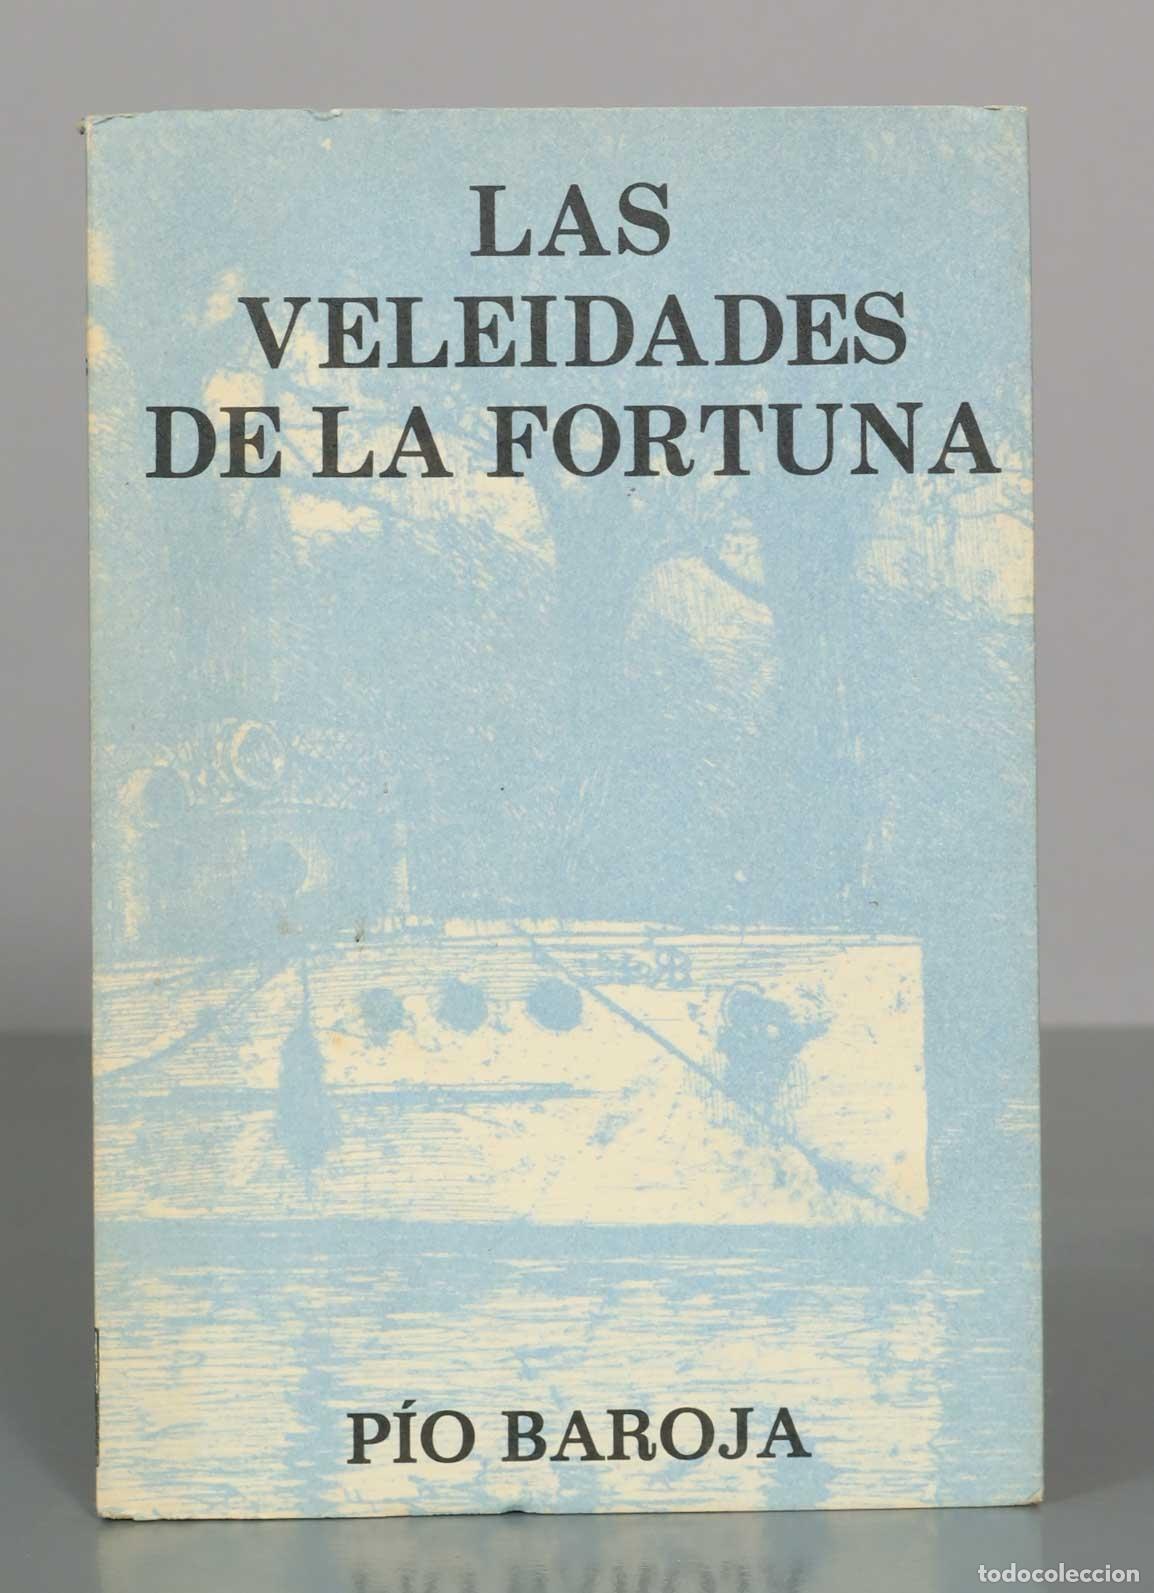 LAS
VELEIDADES
DE LA FORTUNA
PÍO BAROJA
todocoleccion